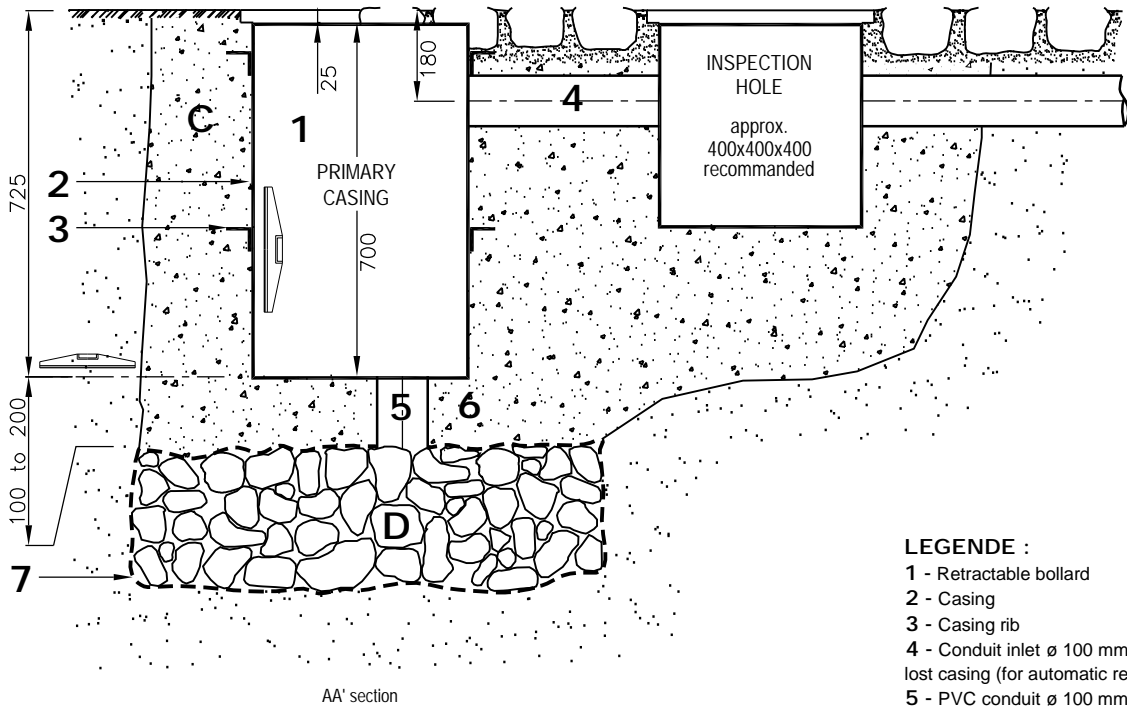 725
C
2
3
1
25
180
PRIMARY
CASING
700
4
INSPECTION
HOLE
approx.
400x400x400
recommanded
100 to 200
5
6
D
7
AA' section
LEGENDE :
1 - Retractable bollard
2 - Casing
3 - Casing rib
4 - Conduit inlet ø 100 mm
lost casing (for automatic re
5 - PVC conduit ø 100 mm